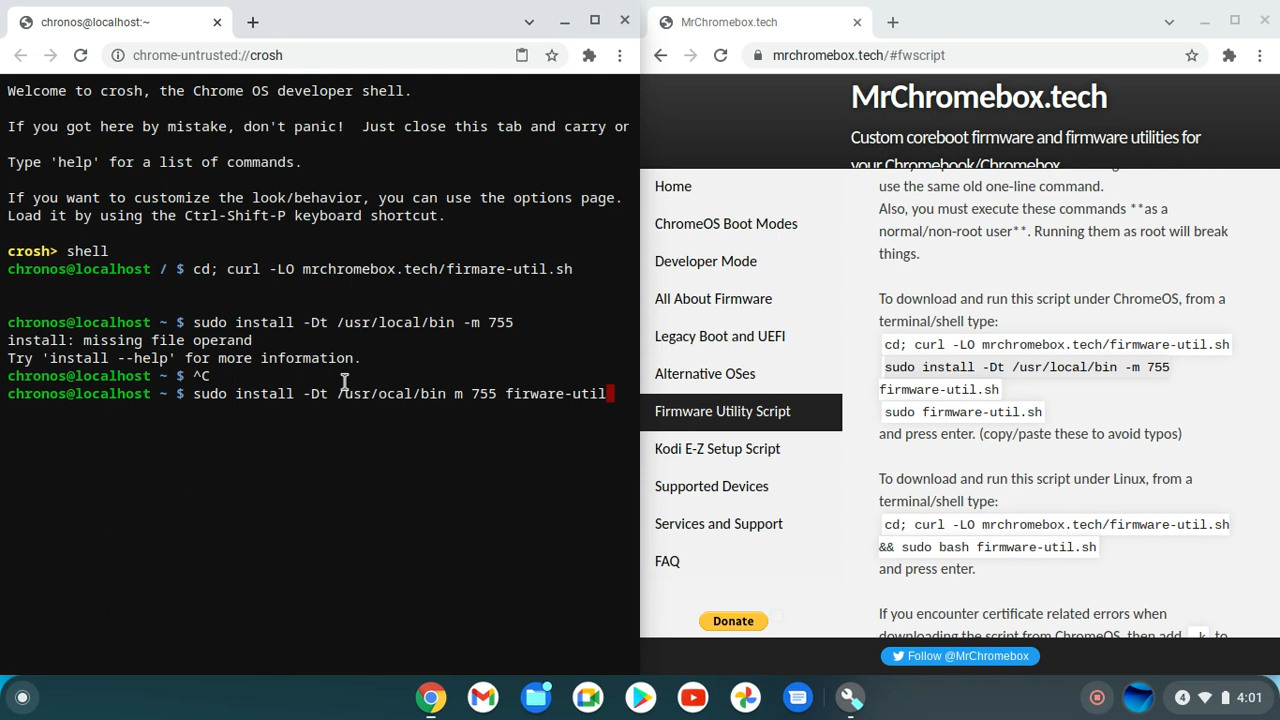 chronos@localhost:~
chrome-untrusted://crosh
Welcome to crosh, the Chrome OS developer shell.
If you got here by mistake, don't panic!  Just close this tab and carry on
Type 'help' for a list of commands.
If you want to customize the look/behavior, you can use the options page.
Load it by using the Ctrl-Shift-P keyboard shortcut.
crosh> shell
chronos@localhost / $ cd; curl -LO mrchromebox.tech/firmare-util.sh
chronos@localhost ~ $ sudo install -Dt /usr/local/bin -m 755
install: missing file operand
Try 'install --help' for more information.
chronos@localhost ~ $ ^C
chronos@localhost ~ $ sudo install -Dt /usr/ocal/bin m 755 firware-util
MrChromebox.tech
mrchromebox.tech/#fwscript
MrChromebox.tech
Custom coreboot firmware and firmware utilities for
your Chromebook/Chromebox
Home
ChromeOS Boot Modes
Developer Mode
All About Firmware
Legacy Boot and UEFI
Alternative OSes
Firmware Utility Script
Kodi E-Z Setup Script
Supported Devices
Services and Support
FAQ
Donate
use the same old one-line command.
Also, you must execute these commands **as a
normal/non-root user**. Running them as root will break
things.
To download and run this script under ChromeOS, from a
terminal/shell type:
cd; curl -LO mrchromebox.tech/firmware-util.sh
sudo install -Dt /usr/local/bin -m 755
firmware-util.sh
sudo firmware-util.sh
and press enter. (copy/paste these to avoid typos)
To download and run this script under Linux, from a
terminal/shell type:
cd; curl -LO mrchromebox.tech/firmware-util.sh
&& sudo bash firmware-util.sh
and press enter.
If you encounter certificate related errors when
downloading the script from ChromeOS, then add -k to
Follow @MrChromebox
4 4:01